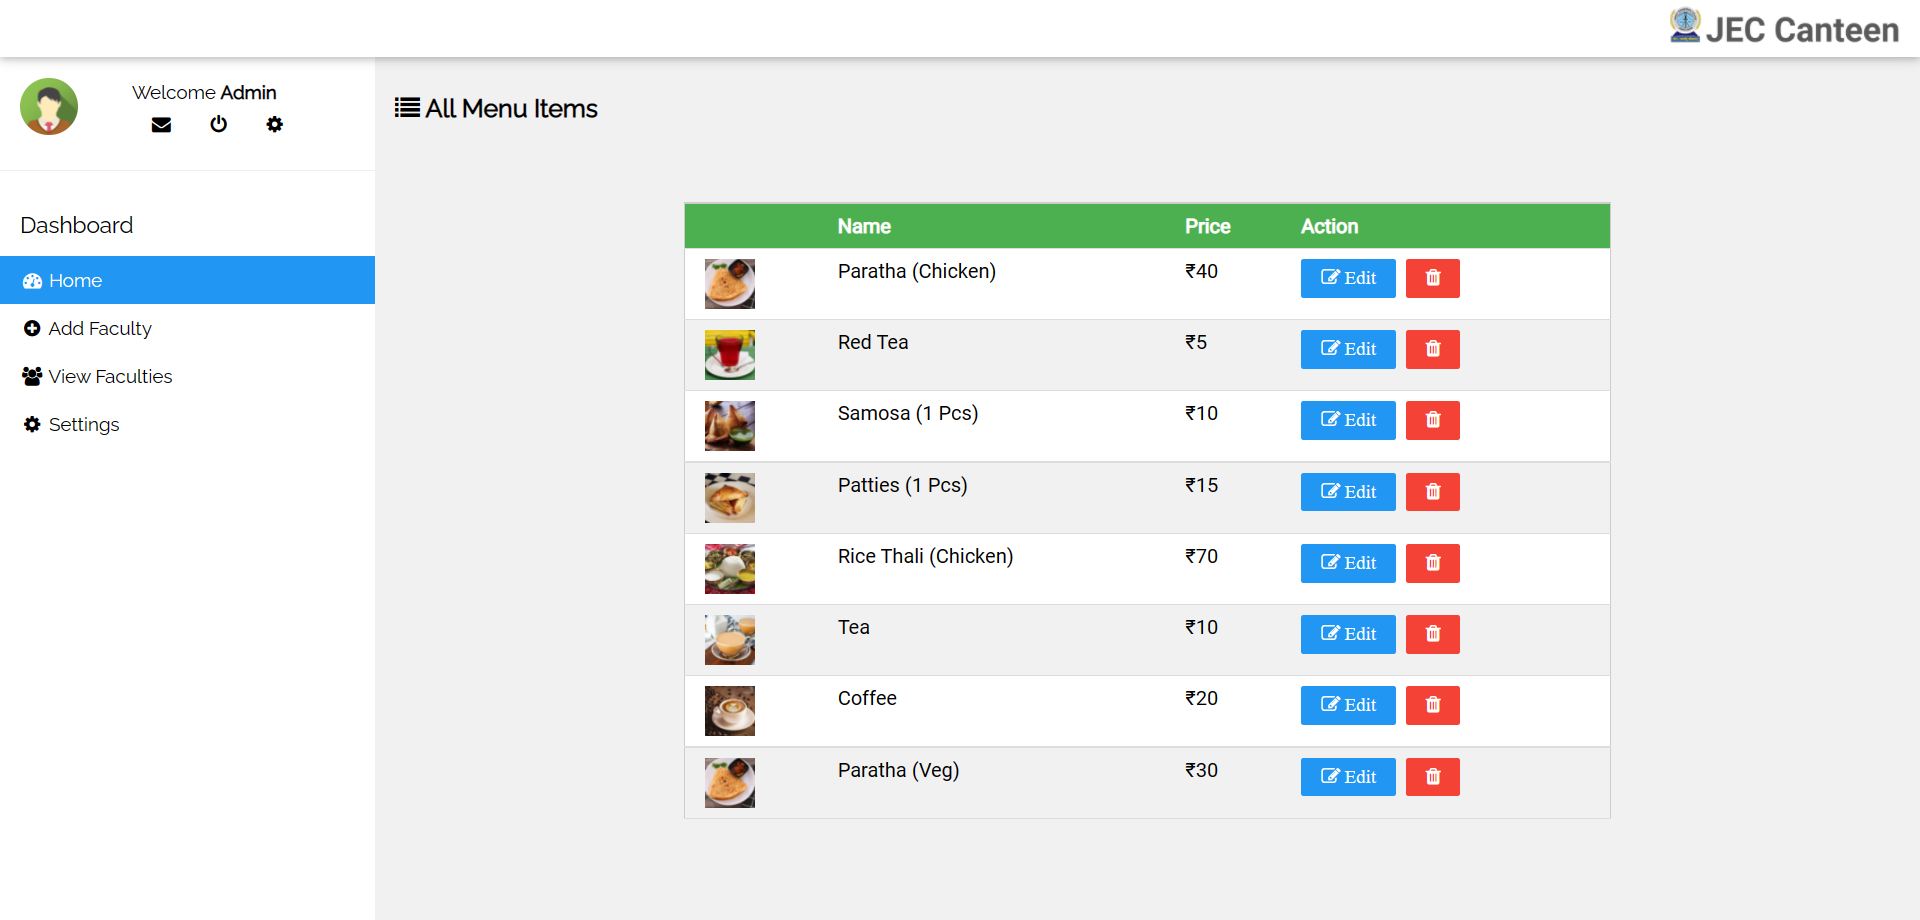 JEC Canteen
Welcome Admin
Dashboard
Home
Add Faculty
View Faculties
Settings
All Menu Items
Name Price Action
Paratha (Chicken) ₹40 Edit
Red Tea ₹5 Edit
Samosa (1 Pcs) ₹10 Edit
Patties (1 Pcs) ₹15 Edit
Rice Thali (Chicken) ₹70 Edit
Tea ₹10 Edit
Coffee ₹20 Edit
Paratha (Veg) ₹30 Edit